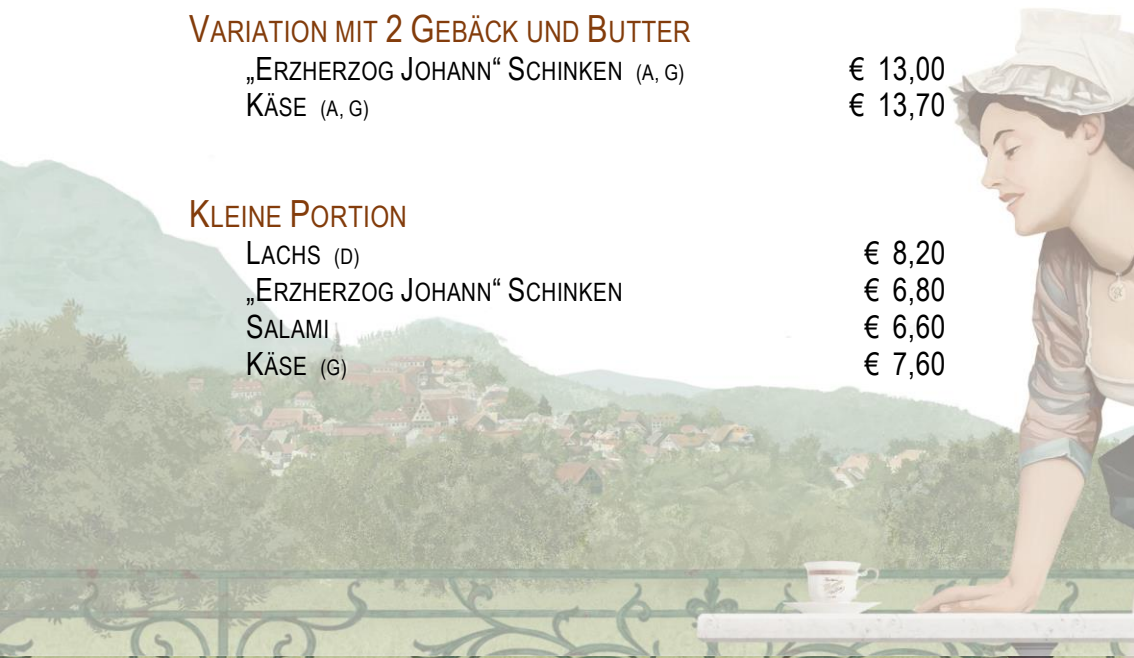 VARIATION MIT 2 GEBÄCK UND BUTTER
„ERZHERZOG JOHANN“ SCHINKEN (A, G) € 13,00
KÄSE (A, G) € 13,70
KLEINE PORTION
LACHS (D) € 8,20
„ERZHERZOG JOHANN“ SCHINKEN € 6,80
SALAMI € 6,60
KÄSE (G) € 7,60